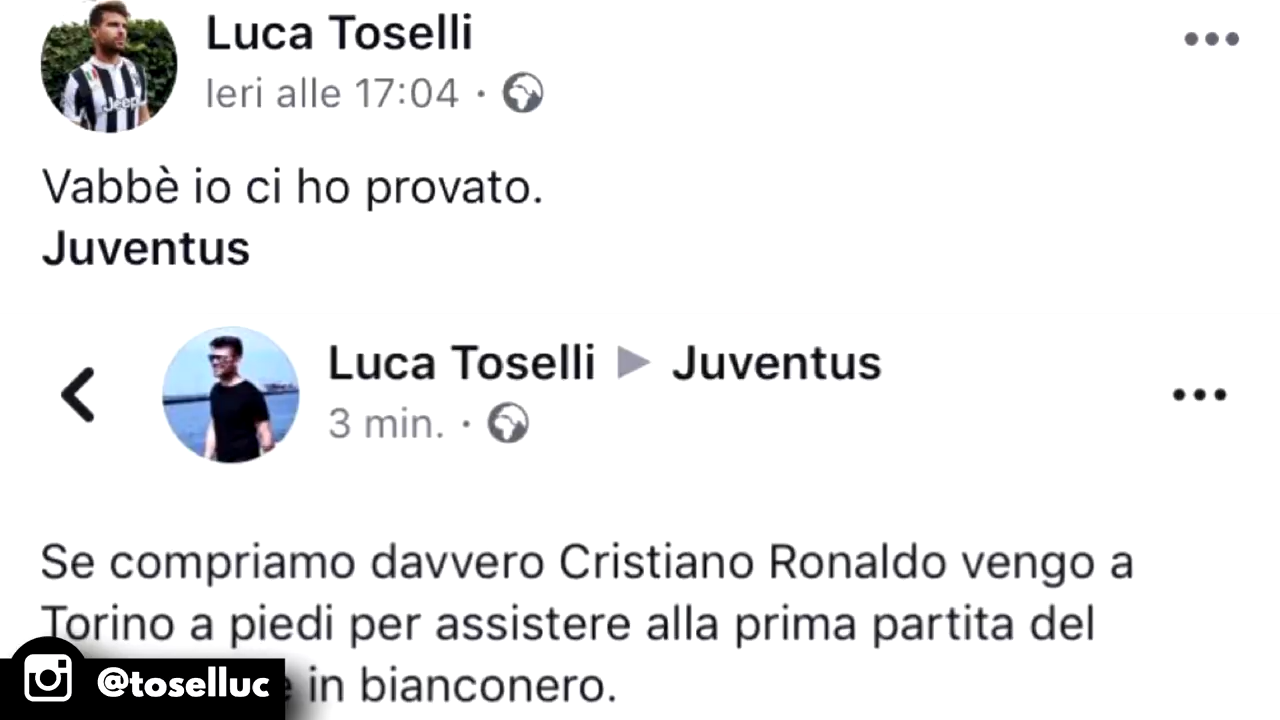 Luca Toselli
Ieri alle 17:04 ·
Vabbè io ci ho provato.
Juventus
Luca Toselli ▶ Juventus
3 min. ·
Se compriamo davvero Cristiano Ronaldo vengo a
Torino a piedi per assistere alla prima partita del
in bianconero.
@toselluc
Jeep